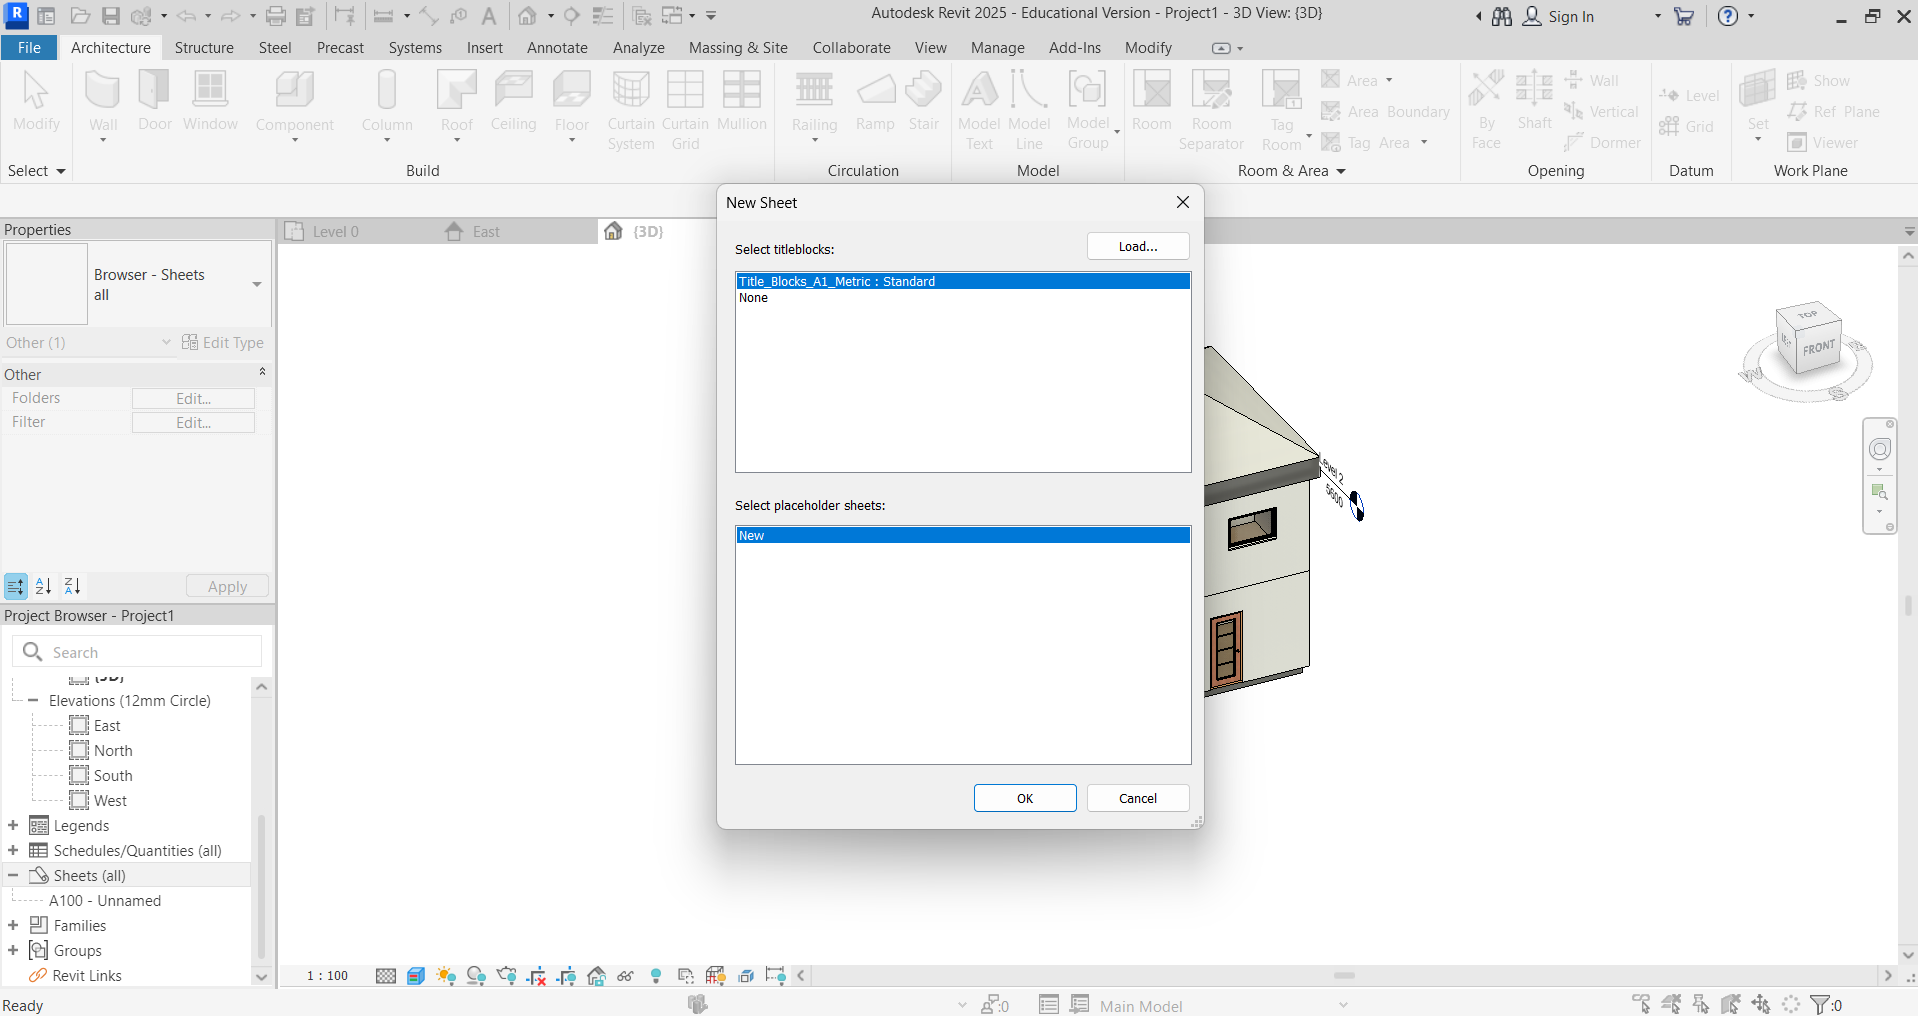 Autodesk Revit 2025 - Educational Version - Project1 - 3D View: {3D}
Sign In
File Architecture Structure Steel Precast Systems Insert Annotate Analyze Massing & Site Collaborate View Manage Add-Ins Modify
Modify
Wall
Door
Window
Component
Column
Roof
Ceiling
Floor
Curtain System
Curtain Grid
Mullion
Railing
Ramp
Stair
Model Text
Model Line
Model Group
Room
Room Separator
Tag Room
Area
Area Boundary
Tag Area
By Face
Shaft
Wall
Vertical
Dormer
Level
Grid
Set
Show
Ref Plane
Viewer
Select
Build
Circulation
Model
Room & Area
Opening
Datum
Work Plane
Properties
Browser - Sheets
all
Other (1)
Edit Type
Other
Folders Edit...
Filter Edit...
Apply
Level 0
East
{3D}
New Sheet
Select titleblocks:
Load...
Title_Blocks_A1_Metric : Standard
None
Select placeholder sheets:
New
OK
Cancel
TOP
FRONT
W
S
Level 2
5600
Project Browser - Project1
Search
{3D}
Elevations (12mm Circle)
East
North
South
West
Legends
Schedules/Quantities (all)
Sheets (all)
A100 - Unnamed
Families
Groups
Revit Links
1 : 100
Ready
:0
Main Model
:0